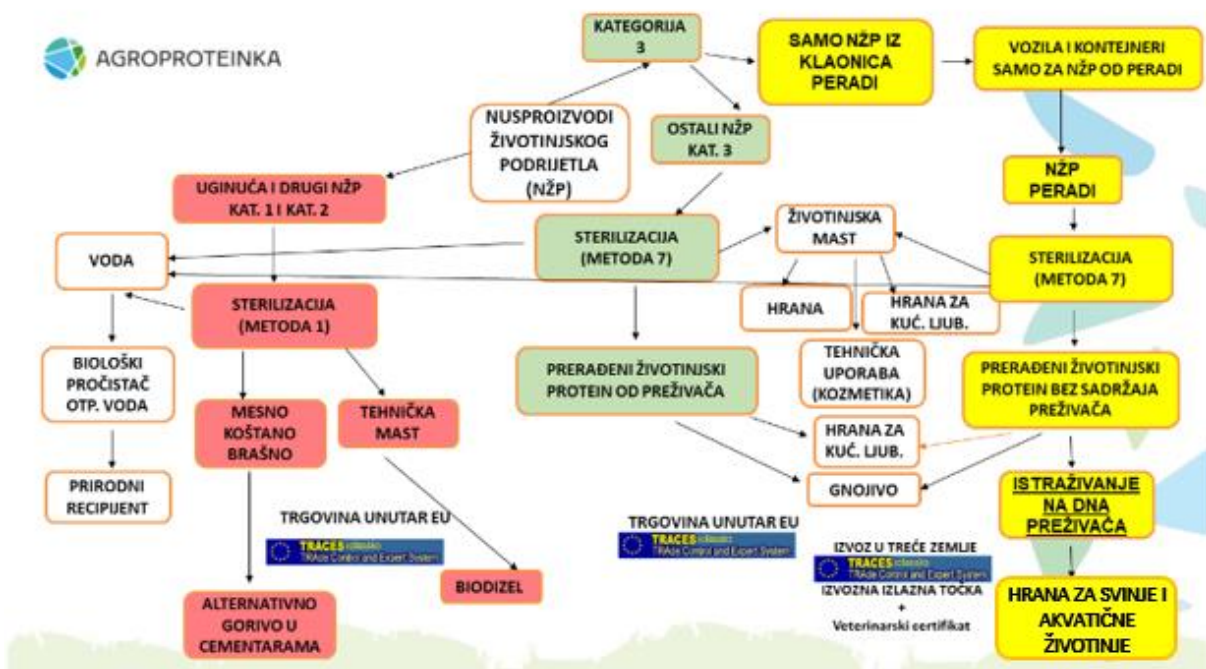 AGROPROTEINKA
KATEGORIJA
3
SAMO NŽP IZ
KLAONICA
PERADI
VOZILA I KONTEJNERI
SAMO ZA NŽP OD PERADI
NUSPROIZVODI
ŽIVOTINJSKOG
PODRIJETLA
(NŽP)
OSTALI NŽP
KAT. 3
NŽP
PERADI
UGINUĆA I DRUGI NŽP
KAT. 1 I KAT. 2
VODA
STERILIZACIJA
(METODA 7)
ŽIVOTINJSKA
MAST
STERILIZACIJA
(METODA 7)
STERILIZACIJA
(METODA 1)
HRANA
HRANA ZA
KUĆ. LJUB.
BIOLOŠKI
PROČISTAČ
OTP. VODA
PRERAĐENI ŽIVOTINJSKI
PROTEIN OD PREŽIVAČA
TEHNIČKA
UPORABA
(KOZMETIKA)
PRERAĐENI ŽIVOTINJSKI
PROTEIN BEZ SADRŽAJA
PREŽIVAČA
MESNO
KOŠTANO
BRAŠNO
TEHNIČKA
MAST
HRANA ZA
KUĆ. LJUB.
PRIRODNI
RECIPIJENT
GNOJIVO
ISTRAŽIVANJE
NA DNA
PREŽIVAČA
TRGOVINA UNUTAR EU
TRACES
TRAde Control and Expert System
TRGOVINA UNUTAR EU
TRACES
TRAde Control and Expert System
IZVOZ U TREĆE ZEMLJE
TRACES
TRAde Control and Expert System
IZVOZNA IZLAZNA TOČKA
+
Veterinarski certifikat
BIODIZEL
ALTERNATIVNO
GORIVO U
CEMENTARAMA
HRANA ZA SVINJE I
AKVATIČNE
ŽIVOTINJE